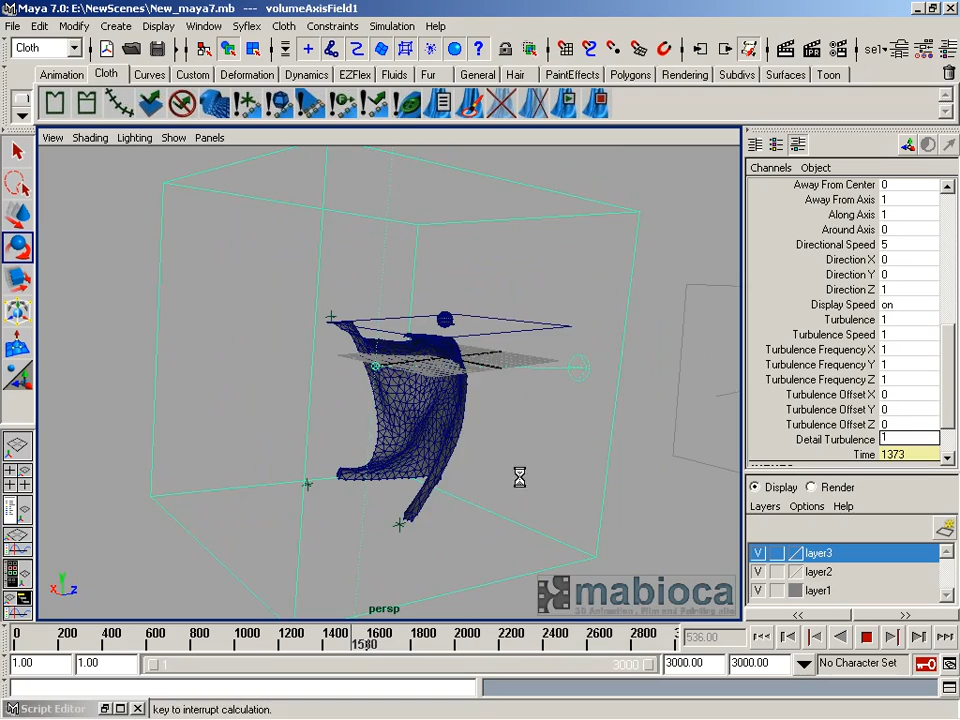 Maya 7.0: E:\NewScenes\New_maya7.mb --- volumeAxisField1
File Edit Modify Create Display Window Syflex Cloth Constraints Simulation Help
Cloth
sel
Animation Cloth Curves Custom Deformation Dynamics EZFlex Fluids Fur General Hair PaintEffects Polygons Rendering Subdivs Surfaces Toon
View Shading Lighting Show Panels
Channels Object
Away From Center 0
Away From Axis 1
Along Axis 1
Around Axis 0
Directional Speed 5
Direction X 0
Direction Y 0
Direction Z 1
Display Speed on
Turbulence 1
Turbulence Speed 1
Turbulence Frequency X 1
Turbulence Frequency Y 1
Turbulence Frequency Z 1
Turbulence Offset X 0
Turbulence Offset Y 0
Turbulence Offset Z 0
Detail Turbulence 1
Time 1373
Display Render
Layers Options Help
V layer3
V layer2
V layer1
<< >>
y
x z
persp
mabioca
0 200 400 600 800 1000 1200 1400 1600 1800 2000 2200 2400 2600 2800
536.00
1.00 1.00 1 3000 3000.00 3000.00 No Character Set
Script Editor key to interrupt calculation.